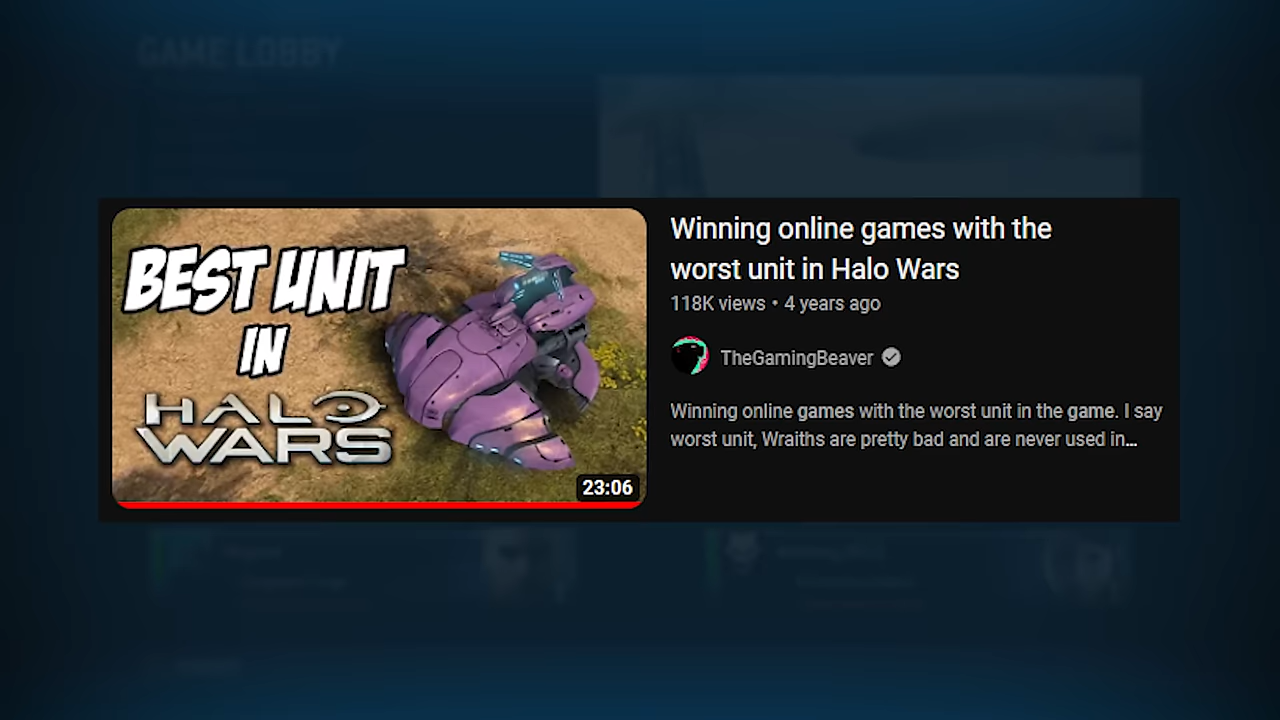 GAME LOBBY
BEST UNIT
IN
HALO
WARS
23:06
Winning online games with the
worst unit in Halo Wars
118K views • 4 years ago
TheGamingBeaver
Winning online games with the worst unit in the game. I say
worst unit, Wraiths are pretty bad and are never used in...